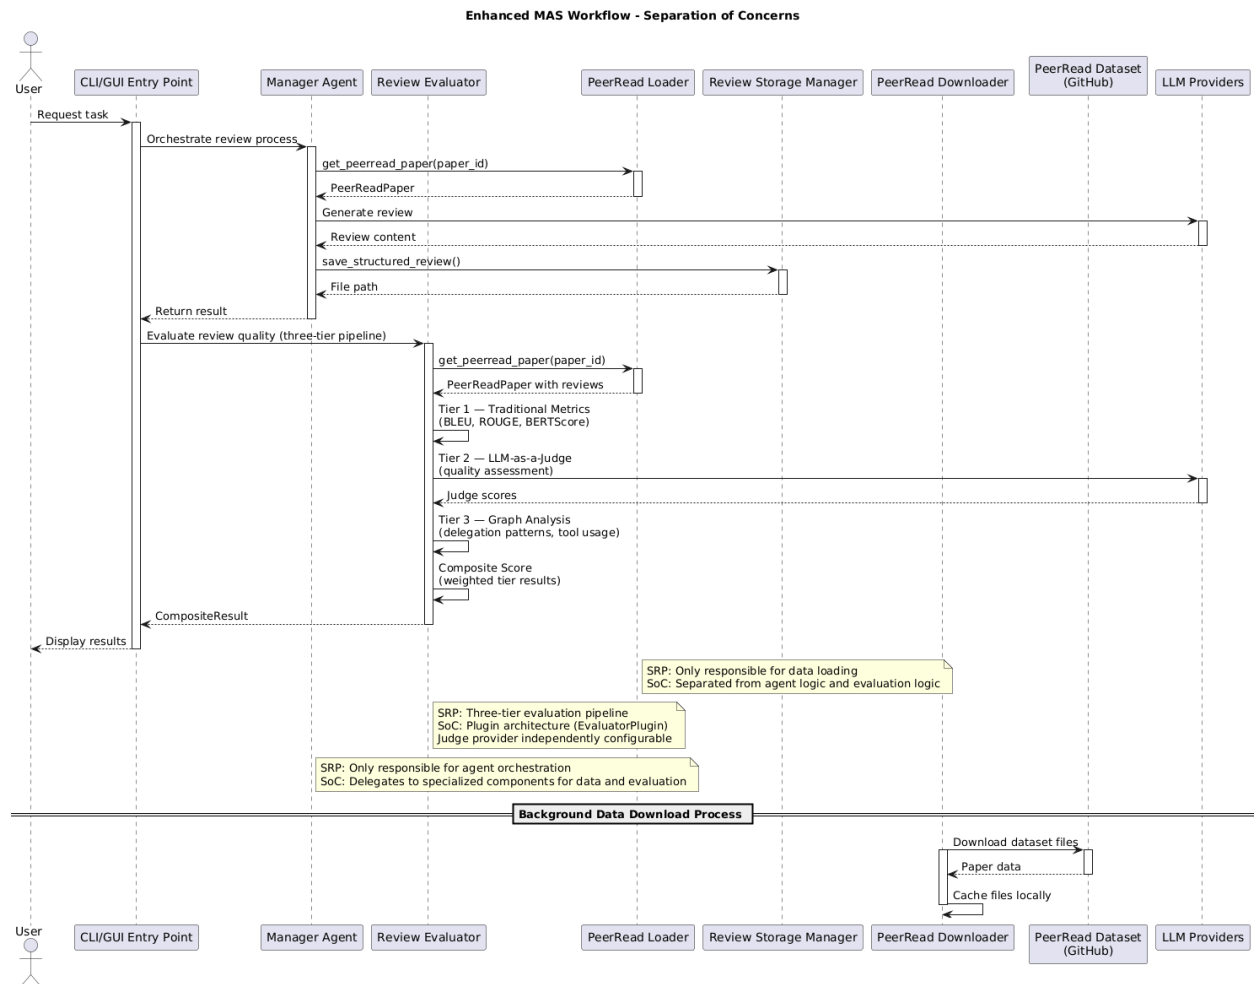 Enhanced MAS Workflow - Separation of Concerns
User
CLI/GUI Entry Point
Manager Agent
Review Evaluator
PeerRead Loader
Review Storage Manager
PeerRead Downloader
PeerRead Dataset
(GitHub)
LLM Providers
Request task
Orchestrate review process
get_peerread_paper(paper_id)
PeerReadPaper
Generate review
Review content
save_structured_review()
File path
Return result
Evaluate review quality (three-tier pipeline)
get_peerread_paper(paper_id)
PeerReadPaper with reviews
Tier 1 — Traditional Metrics
(BLEU, ROUGE, BERTScore)
Tier 2 — LLM-as-a-Judge
(quality assessment)
Judge scores
Tier 3 — Graph Analysis
(delegation patterns, tool usage)
Composite Score
(weighted tier results)
CompositeResult
Display results
SRP: Only responsible for data loading
SoC: Separated from agent logic and evaluation logic
SRP: Three-tier evaluation pipeline
SoC: Plugin architecture (EvaluatorPlugin)
Judge provider independently configurable
SRP: Only responsible for agent orchestration
SoC: Delegates to specialized components for data and evaluation
Background Data Download Process
Download dataset files
Paper data
Cache files locally
User
CLI/GUI Entry Point
Manager Agent
Review Evaluator
PeerRead Loader
Review Storage Manager
PeerRead Downloader
PeerRead Dataset
(GitHub)
LLM Providers